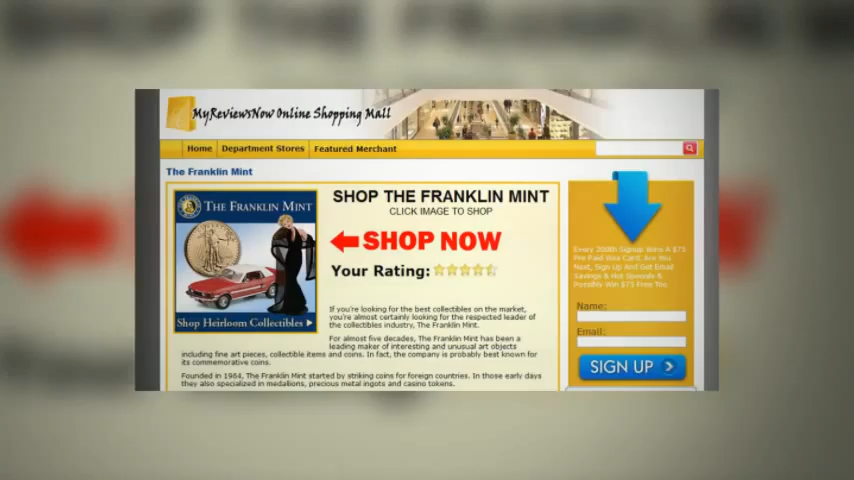 MyReviewsNow Online Shopping Mall
Home
Department Stores
Featured Merchant
The Franklin Mint
THE FRANKLIN MINT
Shop Heirloom Collectibles
SHOP THE FRANKLIN MINT
CLICK IMAGE TO SHOP
SHOP NOW
Your Rating:
If you're looking for the best collectibles on the market,
you're almost certainly looking for the respected leader of
the collectibles industry, The Franklin Mint.
For almost five decades, The Franklin Mint has been a
leading maker of interesting and unusual art objects
including fine art pieces, collectible items and coins. In fact, the company is probably best known for
its commemorative coins.
Founded in 1964, The Franklin Mint started by striking coins for foreign countries. In those early days
they also specialized in medallions, precious metal ingots and casino tokens.
Every 200th Signup Wins A $75
Pre Paid Visa Card. Are You
Next, Sign Up And Get Email
Savings & Hot Specials &
Possibly Win $75 Free Too.
Name:
Email:
SIGN UP